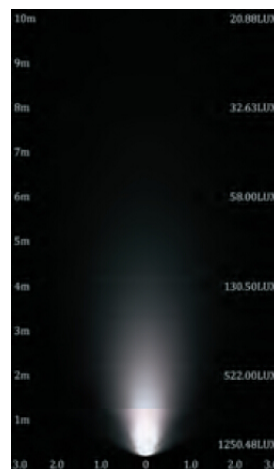 10m 20.88LUX
9m
8m 32.63LUX
7m
6m 58.00LUX
5m
4m 130.50LUX
3m
2m 522.00LUX
1m
1250.48LUX
3.0 2.0 1.0 0 1.0 2.0 3.